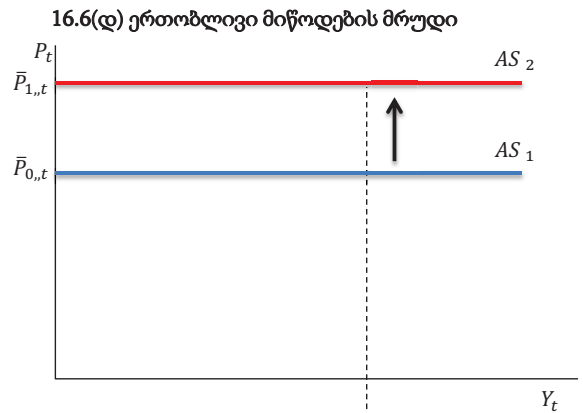 16.6(დ) ერთობლივი მიწოდების მრუდი
P_t
P̄_{1,,t}
AS_2
P̄_{0,,t}
AS_1
Y_t